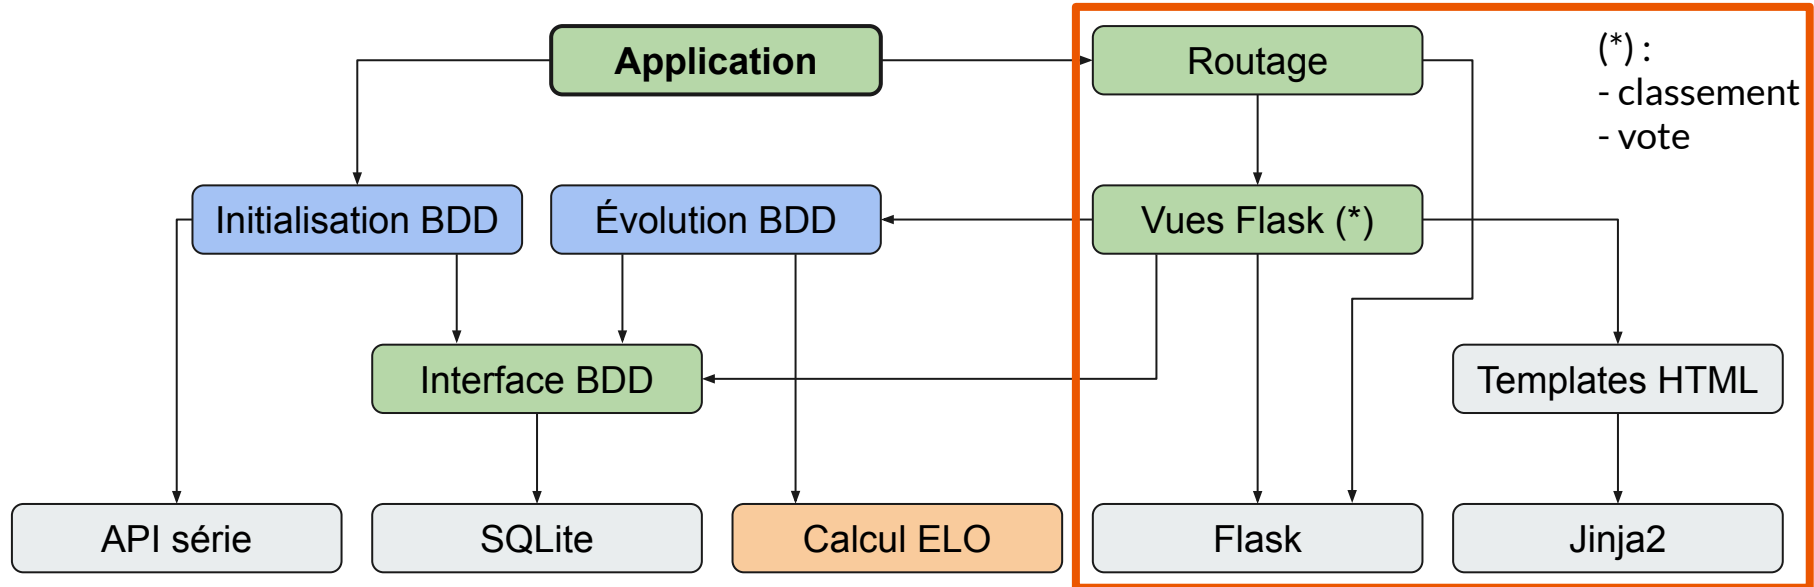 Application
Routage
(*) :
- classement
- vote
Initialisation BDD
Évolution BDD
Vues Flask (*)
Interface BDD
Templates HTML
API série
SQLite
Calcul ELO
Flask
Jinja2